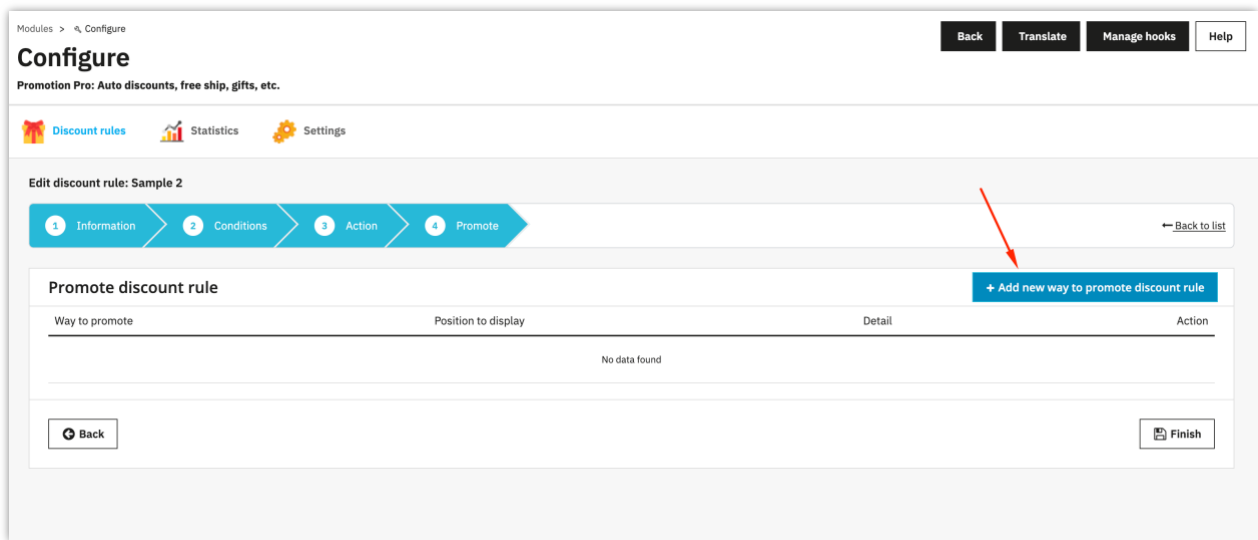 Modules > Configure
Back Translate Manage hooks Help
Configure
Promotion Pro: Auto discounts, free ship, gifts, etc.
Discount rules Statistics Settings
Edit discount rule: Sample 2
1 Information 2 Conditions 3 Action 4 Promote Back to list
Promote discount rule + Add new way to promote discount rule
Way to promote Position to display Detail Action
No data found
Back Finish